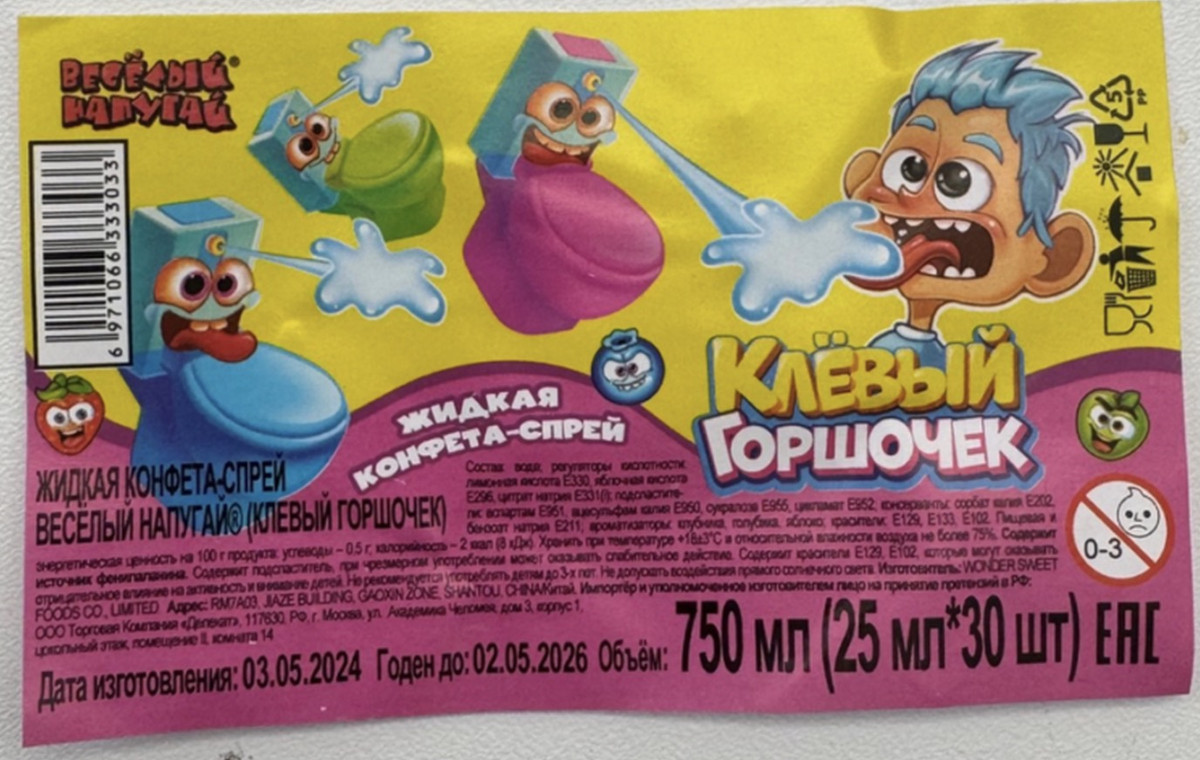 ВЕСЁЛЫЙ®
НАПУГАЙ
6 971066 333033
5
PP
КЛЁВЫЙ
ГОРШОЧЕК
ЖИДКАЯ
КОНФЕТА-СПРЕЙ
ЖИДКАЯ КОНФЕТА-СПРЕЙ
ВЕСЁЛЫЙ НАПУГАЙ® (КЛЕВЫЙ ГОРШОЧЕК)
Состав: вода, регуляторы кислотности:
лимонная кислота E330, яблочная кислота
E296, цитрат натрия E331(i); подсластите-
ли: аспартам E951, ацесульфам калия E950, сукралоза E955, цикламат E952, консерванты: сорбат калия E202,
бензоат натрия E211, ароматизаторы: клубника, голубика, яблоко; красители: E129, E133, E102. Пищевая и
энергетическая ценность на 100 г продукта: углеводы – 0,5 г, калорийность – 2 ккал (8 кДж). Хранить при температуре +18±3°C и относительной влажности воздуха не более 75%. Содержит
источник фенилаланина. Содержит подсластитель, при чрезмерном употреблении может оказывать слабительное действие. Содержит красители E129, E102, которые могут оказывать
отрицательное влияние на активность и внимание детей. Не рекомендуется употреблять детям до 3-х лет. Не допускать воздействия прямого солнечного света. Изготовитель: WONDER SWEET
FOODS CO., LIMITED Адрес: RM7A03, JIAZE BUILDING, GAOXIN ZONE, SHANTOU, CHINA/Китай. Импортёр и уполномоченное изготовителем лицо на принятие претензий в РФ:
ООО Торговая Компания «Деликат», 117630, РФ, г. Москва, ул. Академика Челомея, дом 3, корпус 1,
цокольный этаж, помещение II, комната 14
0-3
Дата изготовления: 03.05.2024 Годен до: 02.05.2026 Объём: 750 мл (25 мл*30 шт) EAC